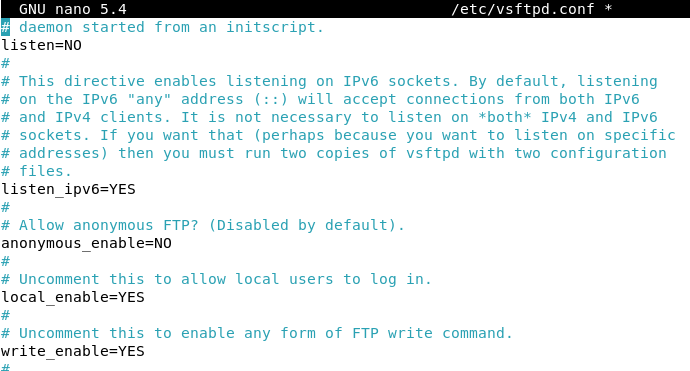 GNU nano 5.4 /etc/vsftpd.conf *
# daemon started from an initscript.
listen=NO
#
# This directive enables listening on IPv6 sockets. By default, listening
# on the IPv6 "any" address (::) will accept connections from both IPv6
# and IPv4 clients. It is not necessary to listen on *both* IPv4 and IPv6
# sockets. If you want that (perhaps because you want to listen on specific
# addresses) then you must run two copies of vsftpd with two configuration
# files.
listen_ipv6=YES
#
# Allow anonymous FTP? (Disabled by default).
anonymous_enable=NO
#
# Uncomment this to allow local users to log in.
local_enable=YES
#
# Uncomment this to enable any form of FTP write command.
write_enable=YES
#